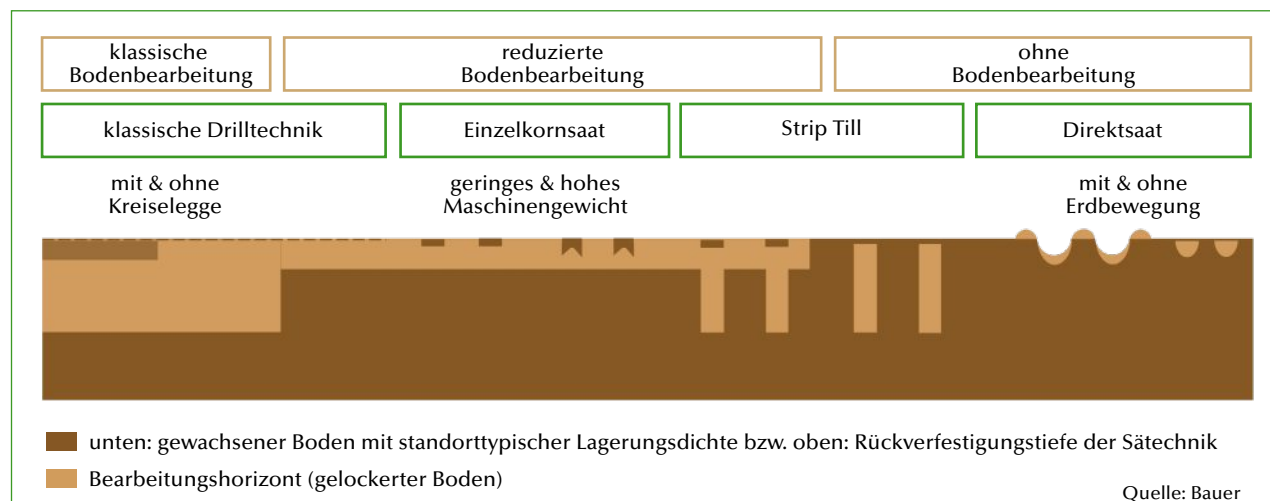 klassische
Bodenbearbeitung
reduzierte
Bodenbearbeitung
ohne
Bodenbearbeitung
klassische Drilltechnik
Einzelkornsaat
Strip Till
Direktsaat
mit & ohne
Kreiselegge
geringes & hohes
Maschinengewicht
mit & ohne
Erdbewegung
unten: gewachsener Boden mit standorttypischer Lagerungsdichte bzw. oben: Rückverfestigungstiefe der Sätechnik
Bearbeitungshorizont (gelockerter Boden)
Quelle: Bauer